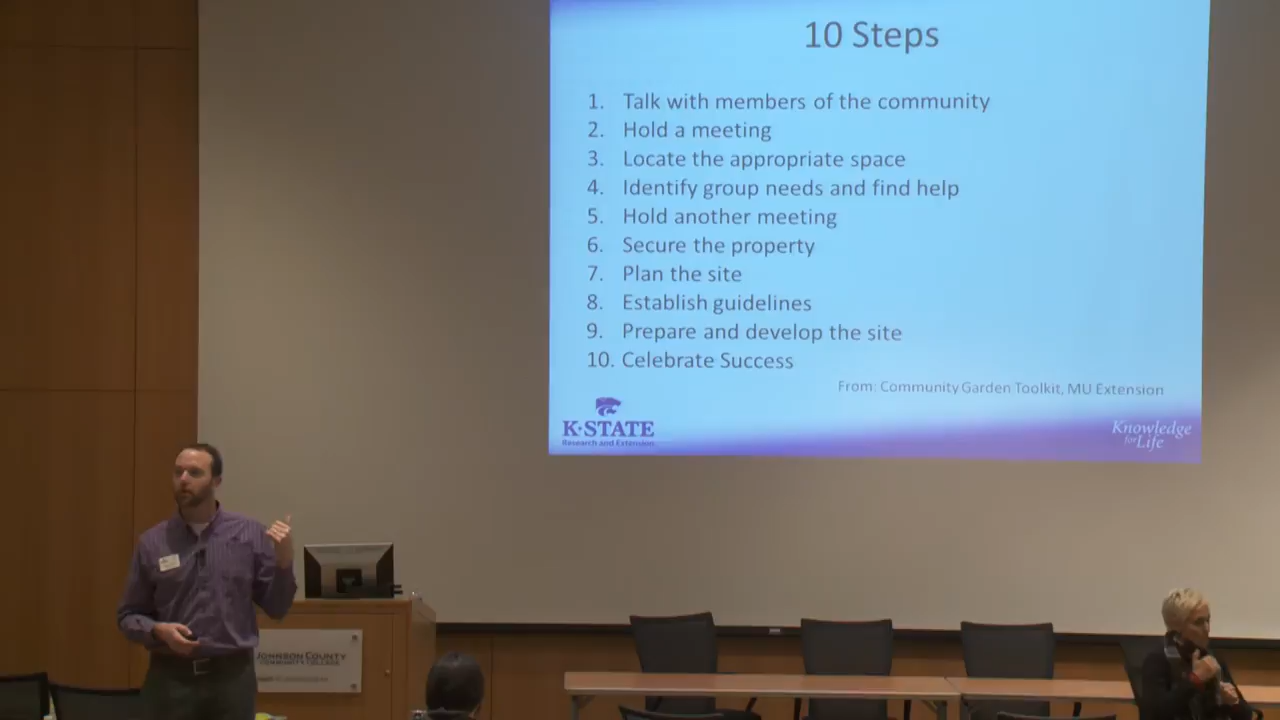 10 Steps
1. Talk with members of the community
2. Hold a meeting
3. Locate the appropriate space
4. Identify group needs and find help
5. Hold another meeting
6. Secure the property
7. Plan the site
8. Establish guidelines
9. Prepare and develop the site
10. Celebrate Success
From: Community Garden Toolkit, MU Extension
K-STATE
Research and Extension
Knowledge
for Life
JOHNSON COUNTY
COMMUNITY COLLEGE